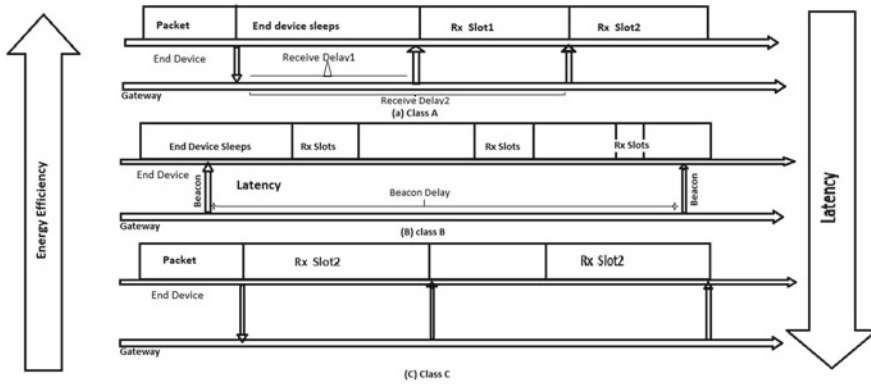 Packet End device sleeps Rx Slot1 Rx Slot2
End Device
Receive Delay1
Gateway
Receive Delay2
(a) Class A
End Device Sleeps Rx Slots Rx Slots Rx Slots
End Device
Beacon
Latency
Beacon Delay
Beacon
Gateway
(B) class B
Packet Rx Slot2 Rx Slot2
End Device
Gateway
(C) Class C
Energy Efficiency
Latency